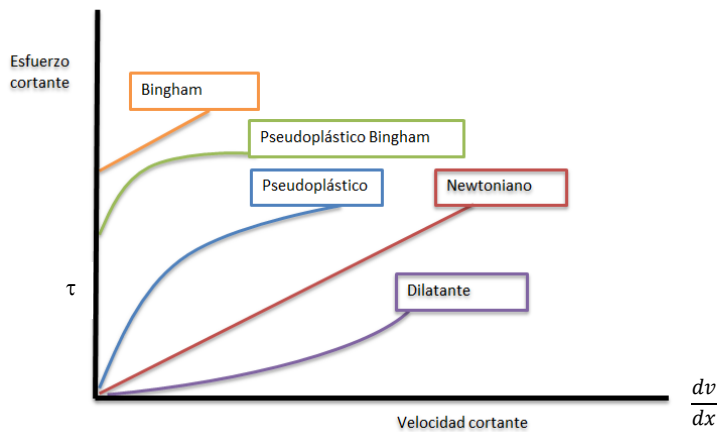 Esfuerzo
cortante
Bingham
Pseudoplástico Bingham
Pseudoplástico
Newtoniano
Dilatante
τ
Velocidad cortante
dv
dx